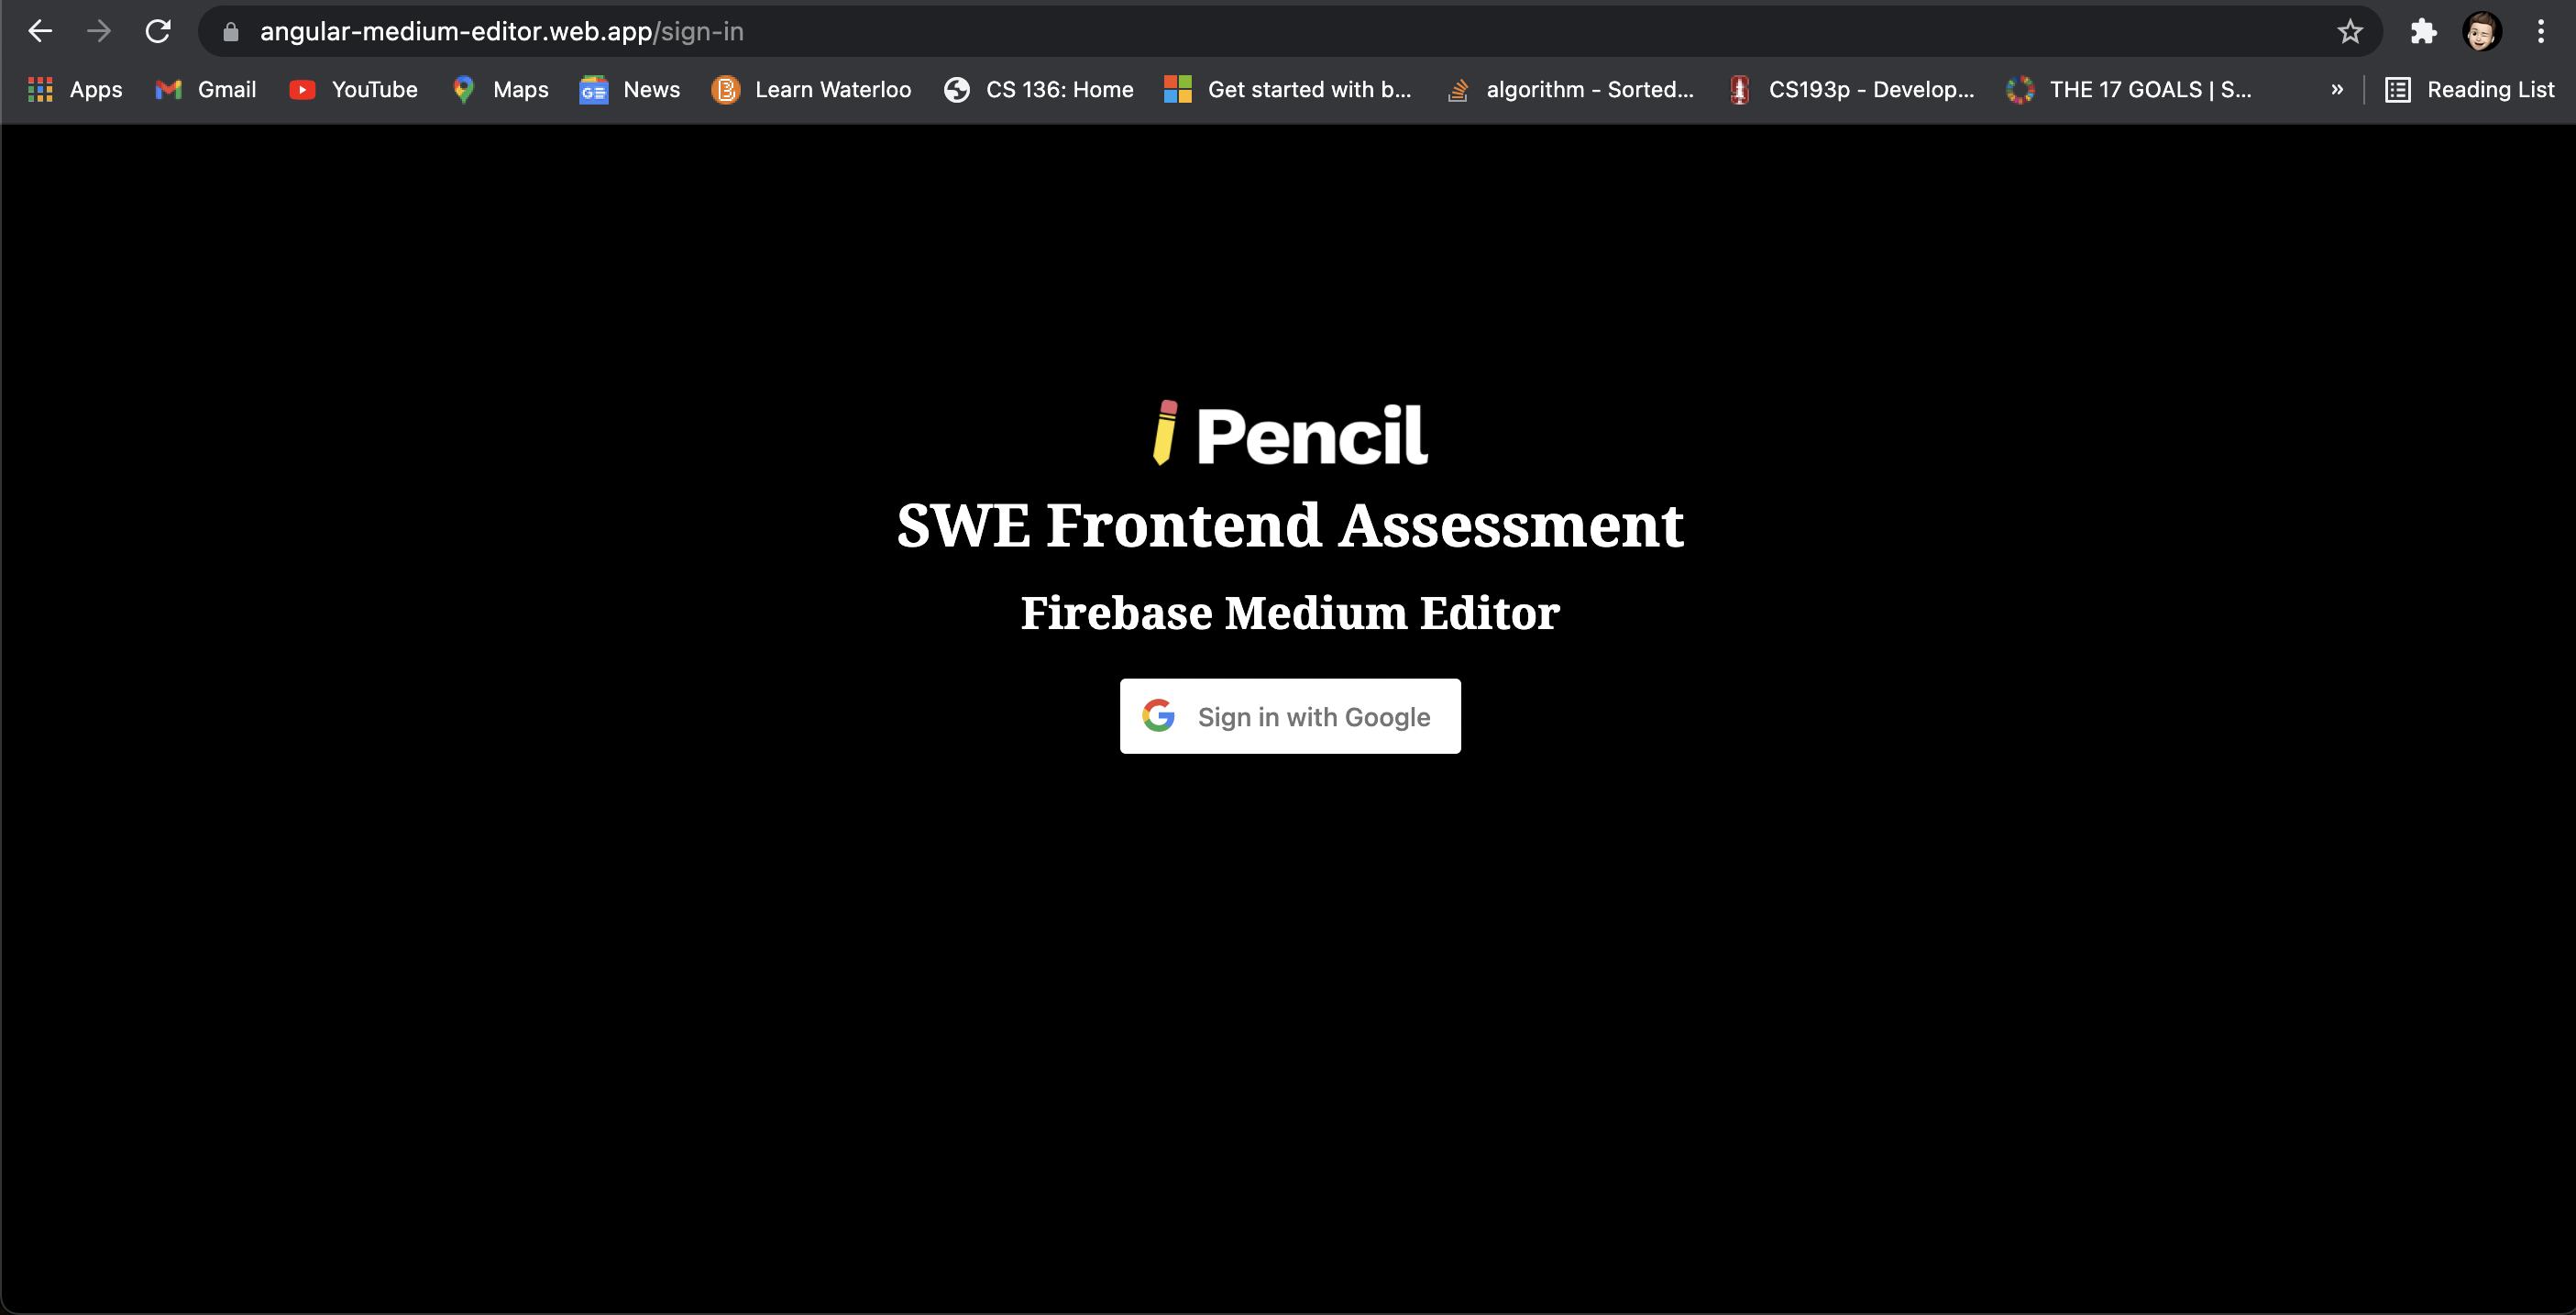 angular-medium-editor.web.app/sign-in
Apps Gmail YouTube Maps News Learn Waterloo CS 136: Home Get started with b... algorithm - Sorted... CS193p - Develop... THE 17 GOALS | S... » Reading List
Pencil
SWE Frontend Assessment
Firebase Medium Editor
Sign in with Google